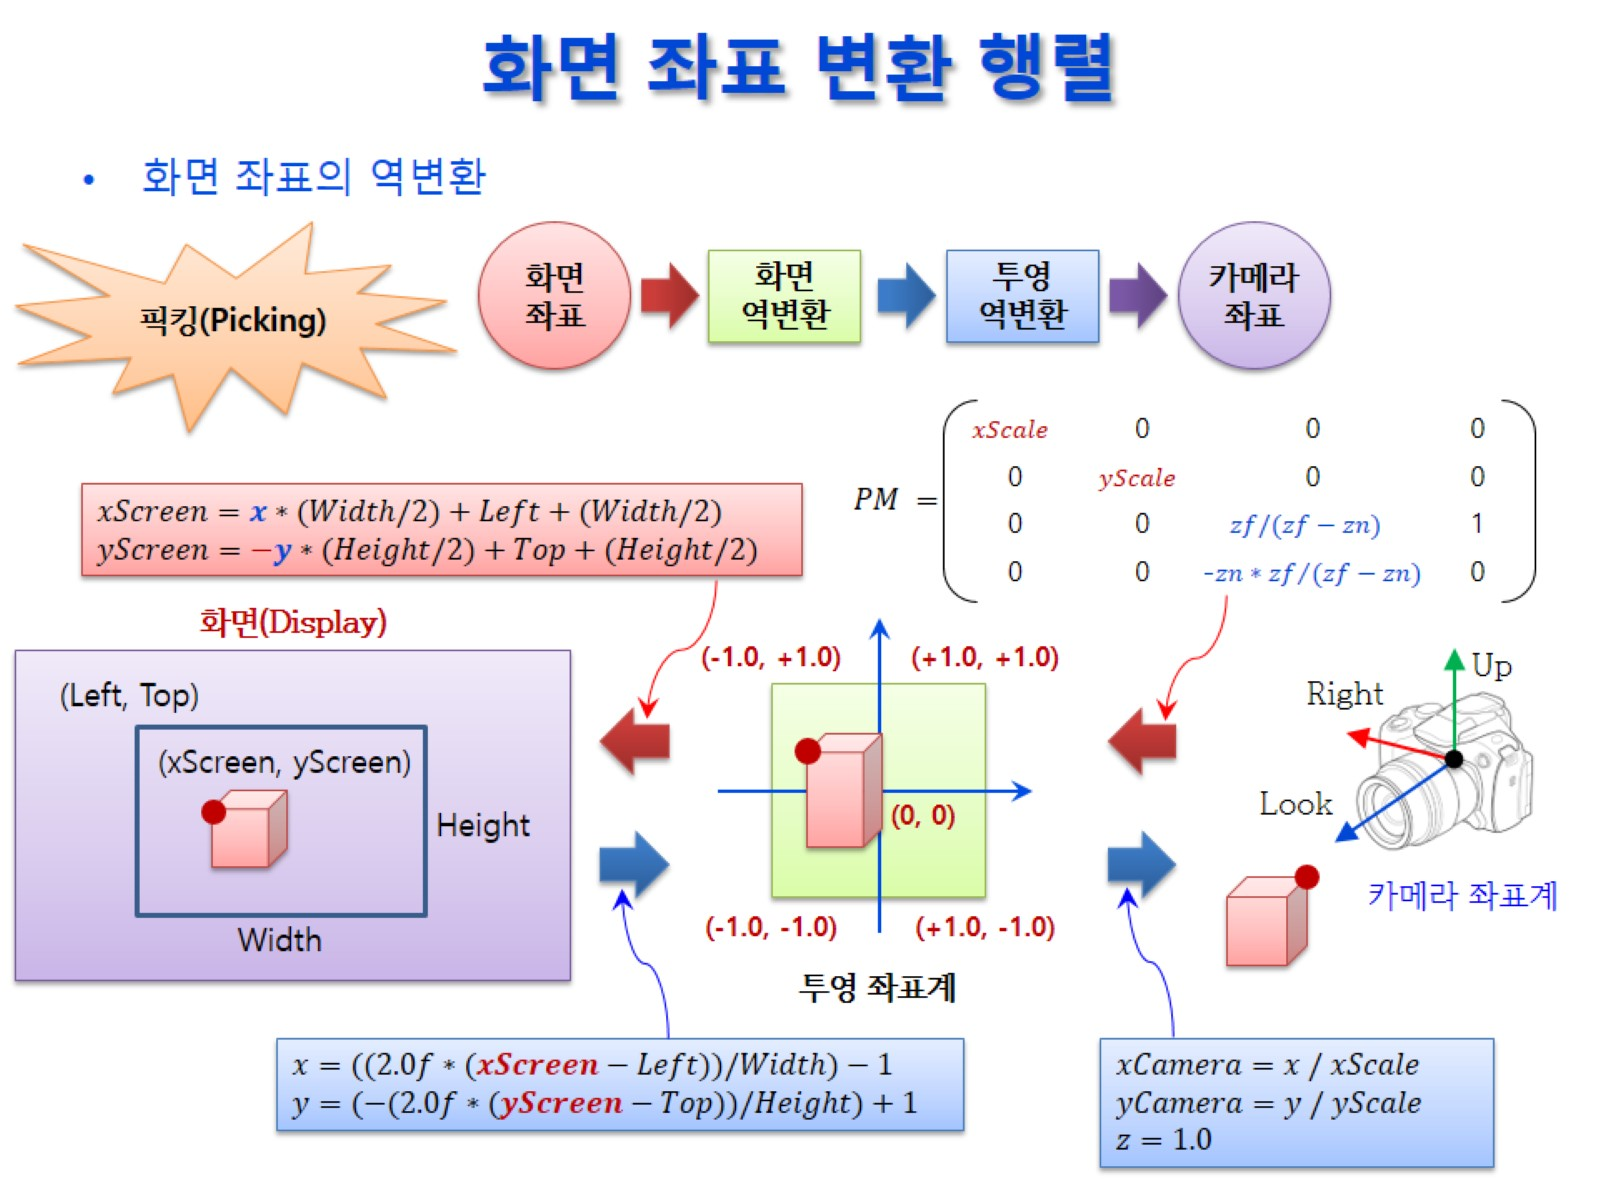 화면 좌표 변환 행렬
• 화면 좌표의 역변환
픽킹(Picking)
화면
좌표
화면
역변환
투영
역변환
카메라
좌표
xScreen = x * (Width/2) + Left + (Width/2)
yScreen = −y * (Height/2) + Top + (Height/2)
PM =
xScale 0 0 0
0 yScale 0 0
0 0 zf/(zf − zn) 1
0 0 -zn * zf/(zf − zn) 0
화면(Display)
(Left, Top)
(xScreen, yScreen)
Height
Width
(-1.0, +1.0)
(+1.0, +1.0)
(0, 0)
(-1.0, -1.0)
(+1.0, -1.0)
투영 좌표계
Up
Right
Look
카메라 좌표계
x = ((2.0f * (xScreen − Left))/Width) − 1
y = (−(2.0f * (yScreen − Top))/Height) + 1
xCamera = x / xScale
yCamera = y / yScale
z = 1.0